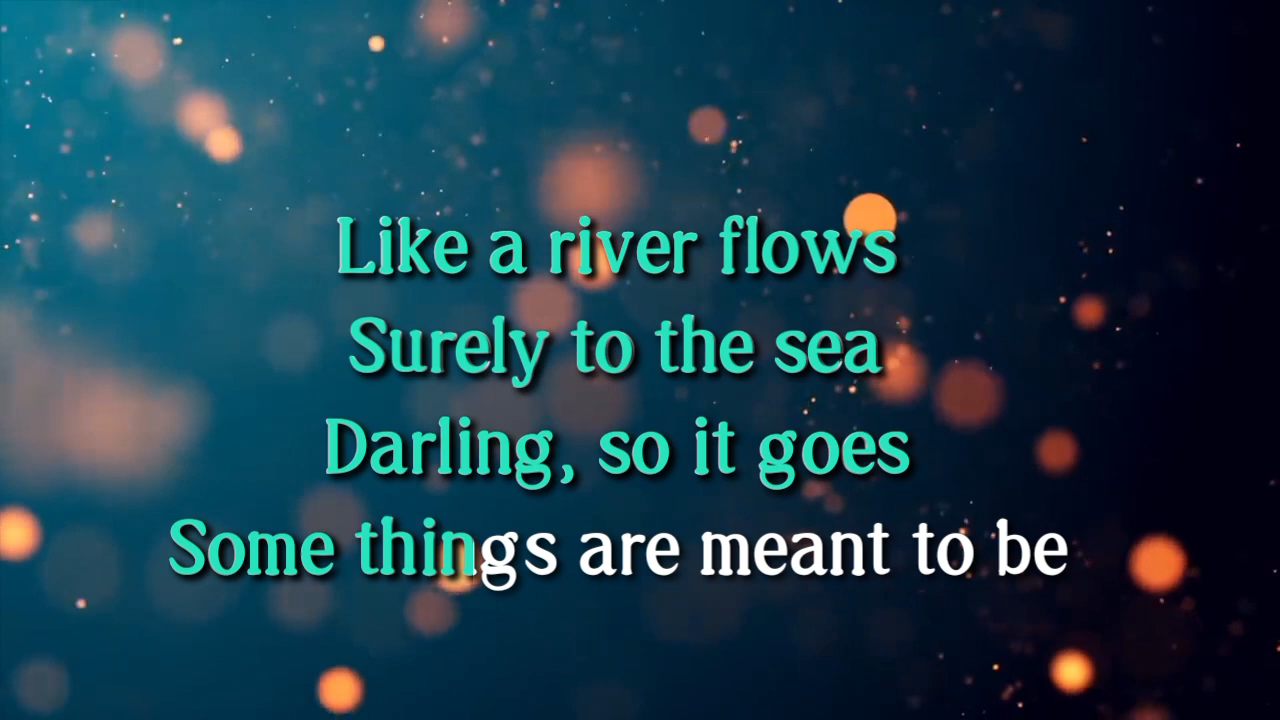 Like a river flows
Surely to the sea
Darling, so it goes
Some things are meant to be